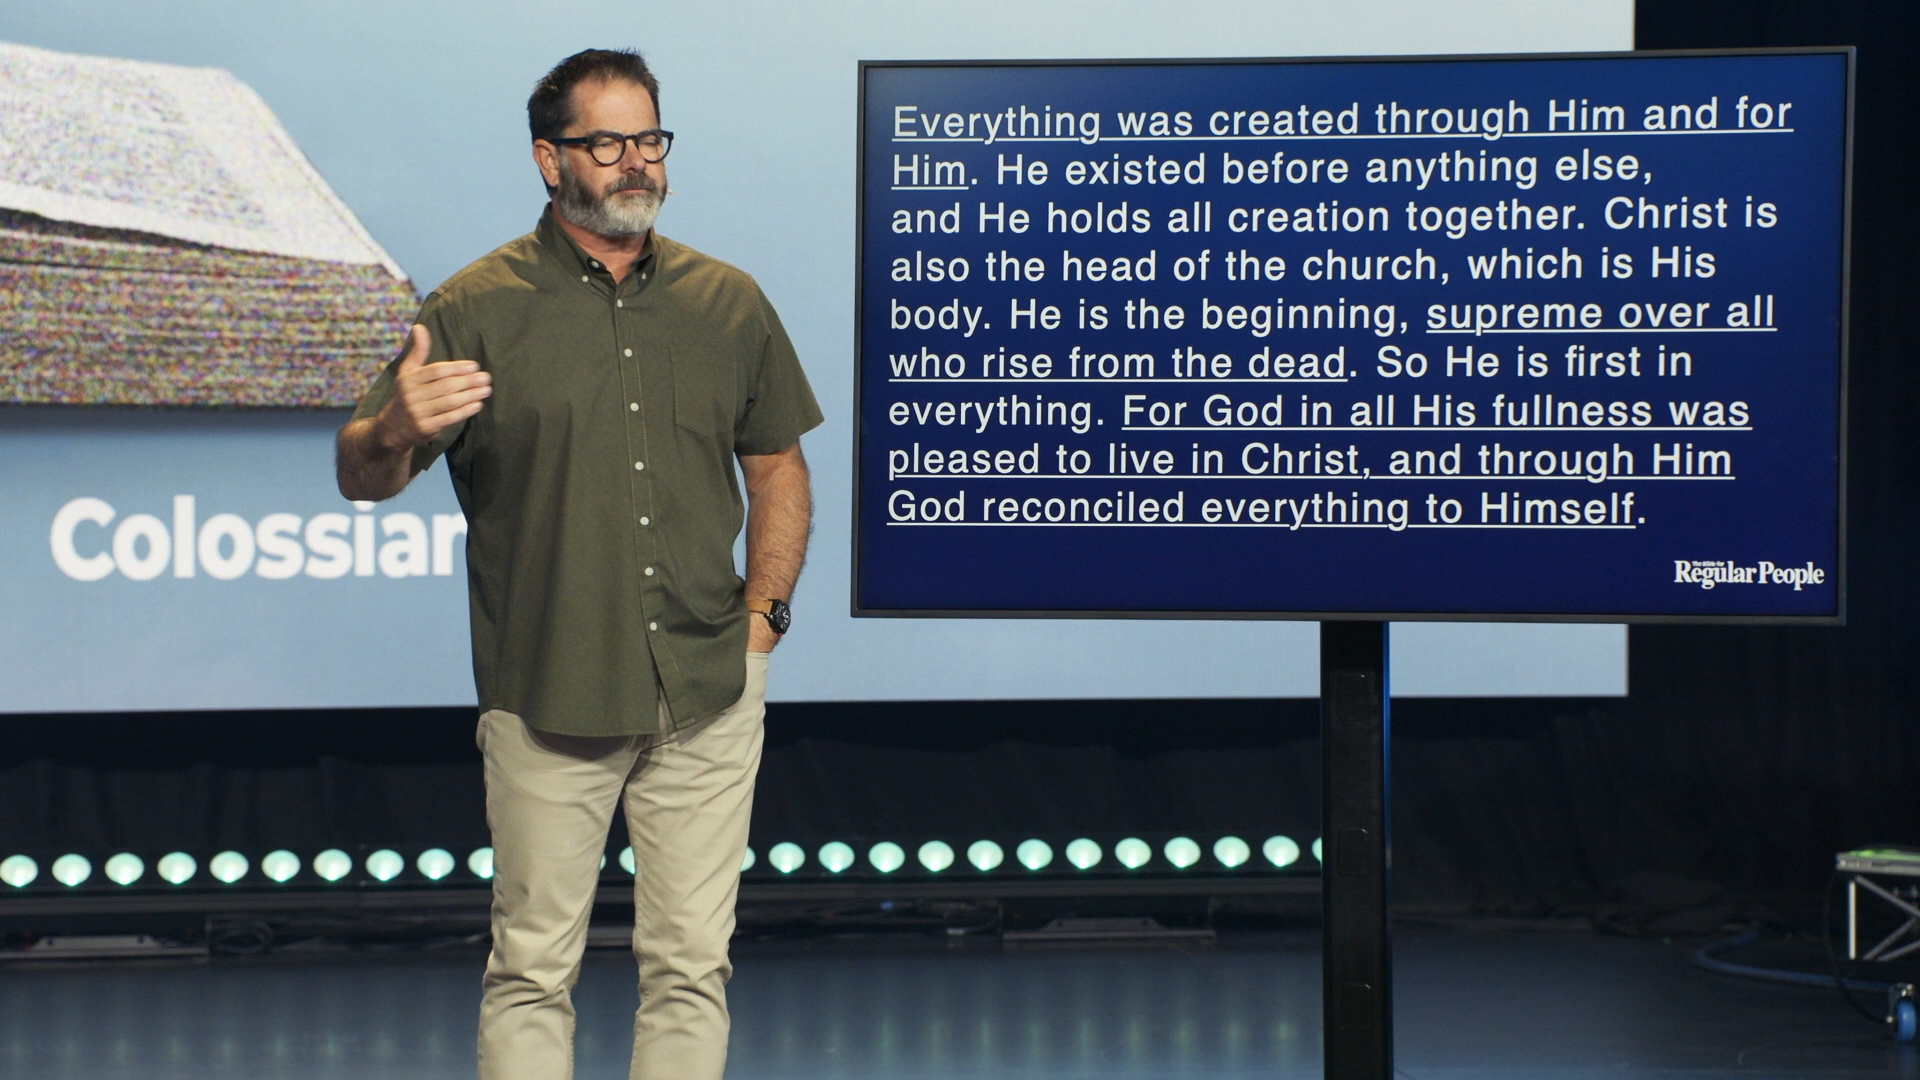 Colossian
Everything was created through Him and for
Him. He existed before anything else,
and He holds all creation together. Christ is
also the head of the church, which is His
body. He is the beginning, supreme over all
who rise from the dead. So He is first in
everything. For God in all His fullness was
pleased to live in Christ, and through Him
God reconciled everything to Himself.
Regular People